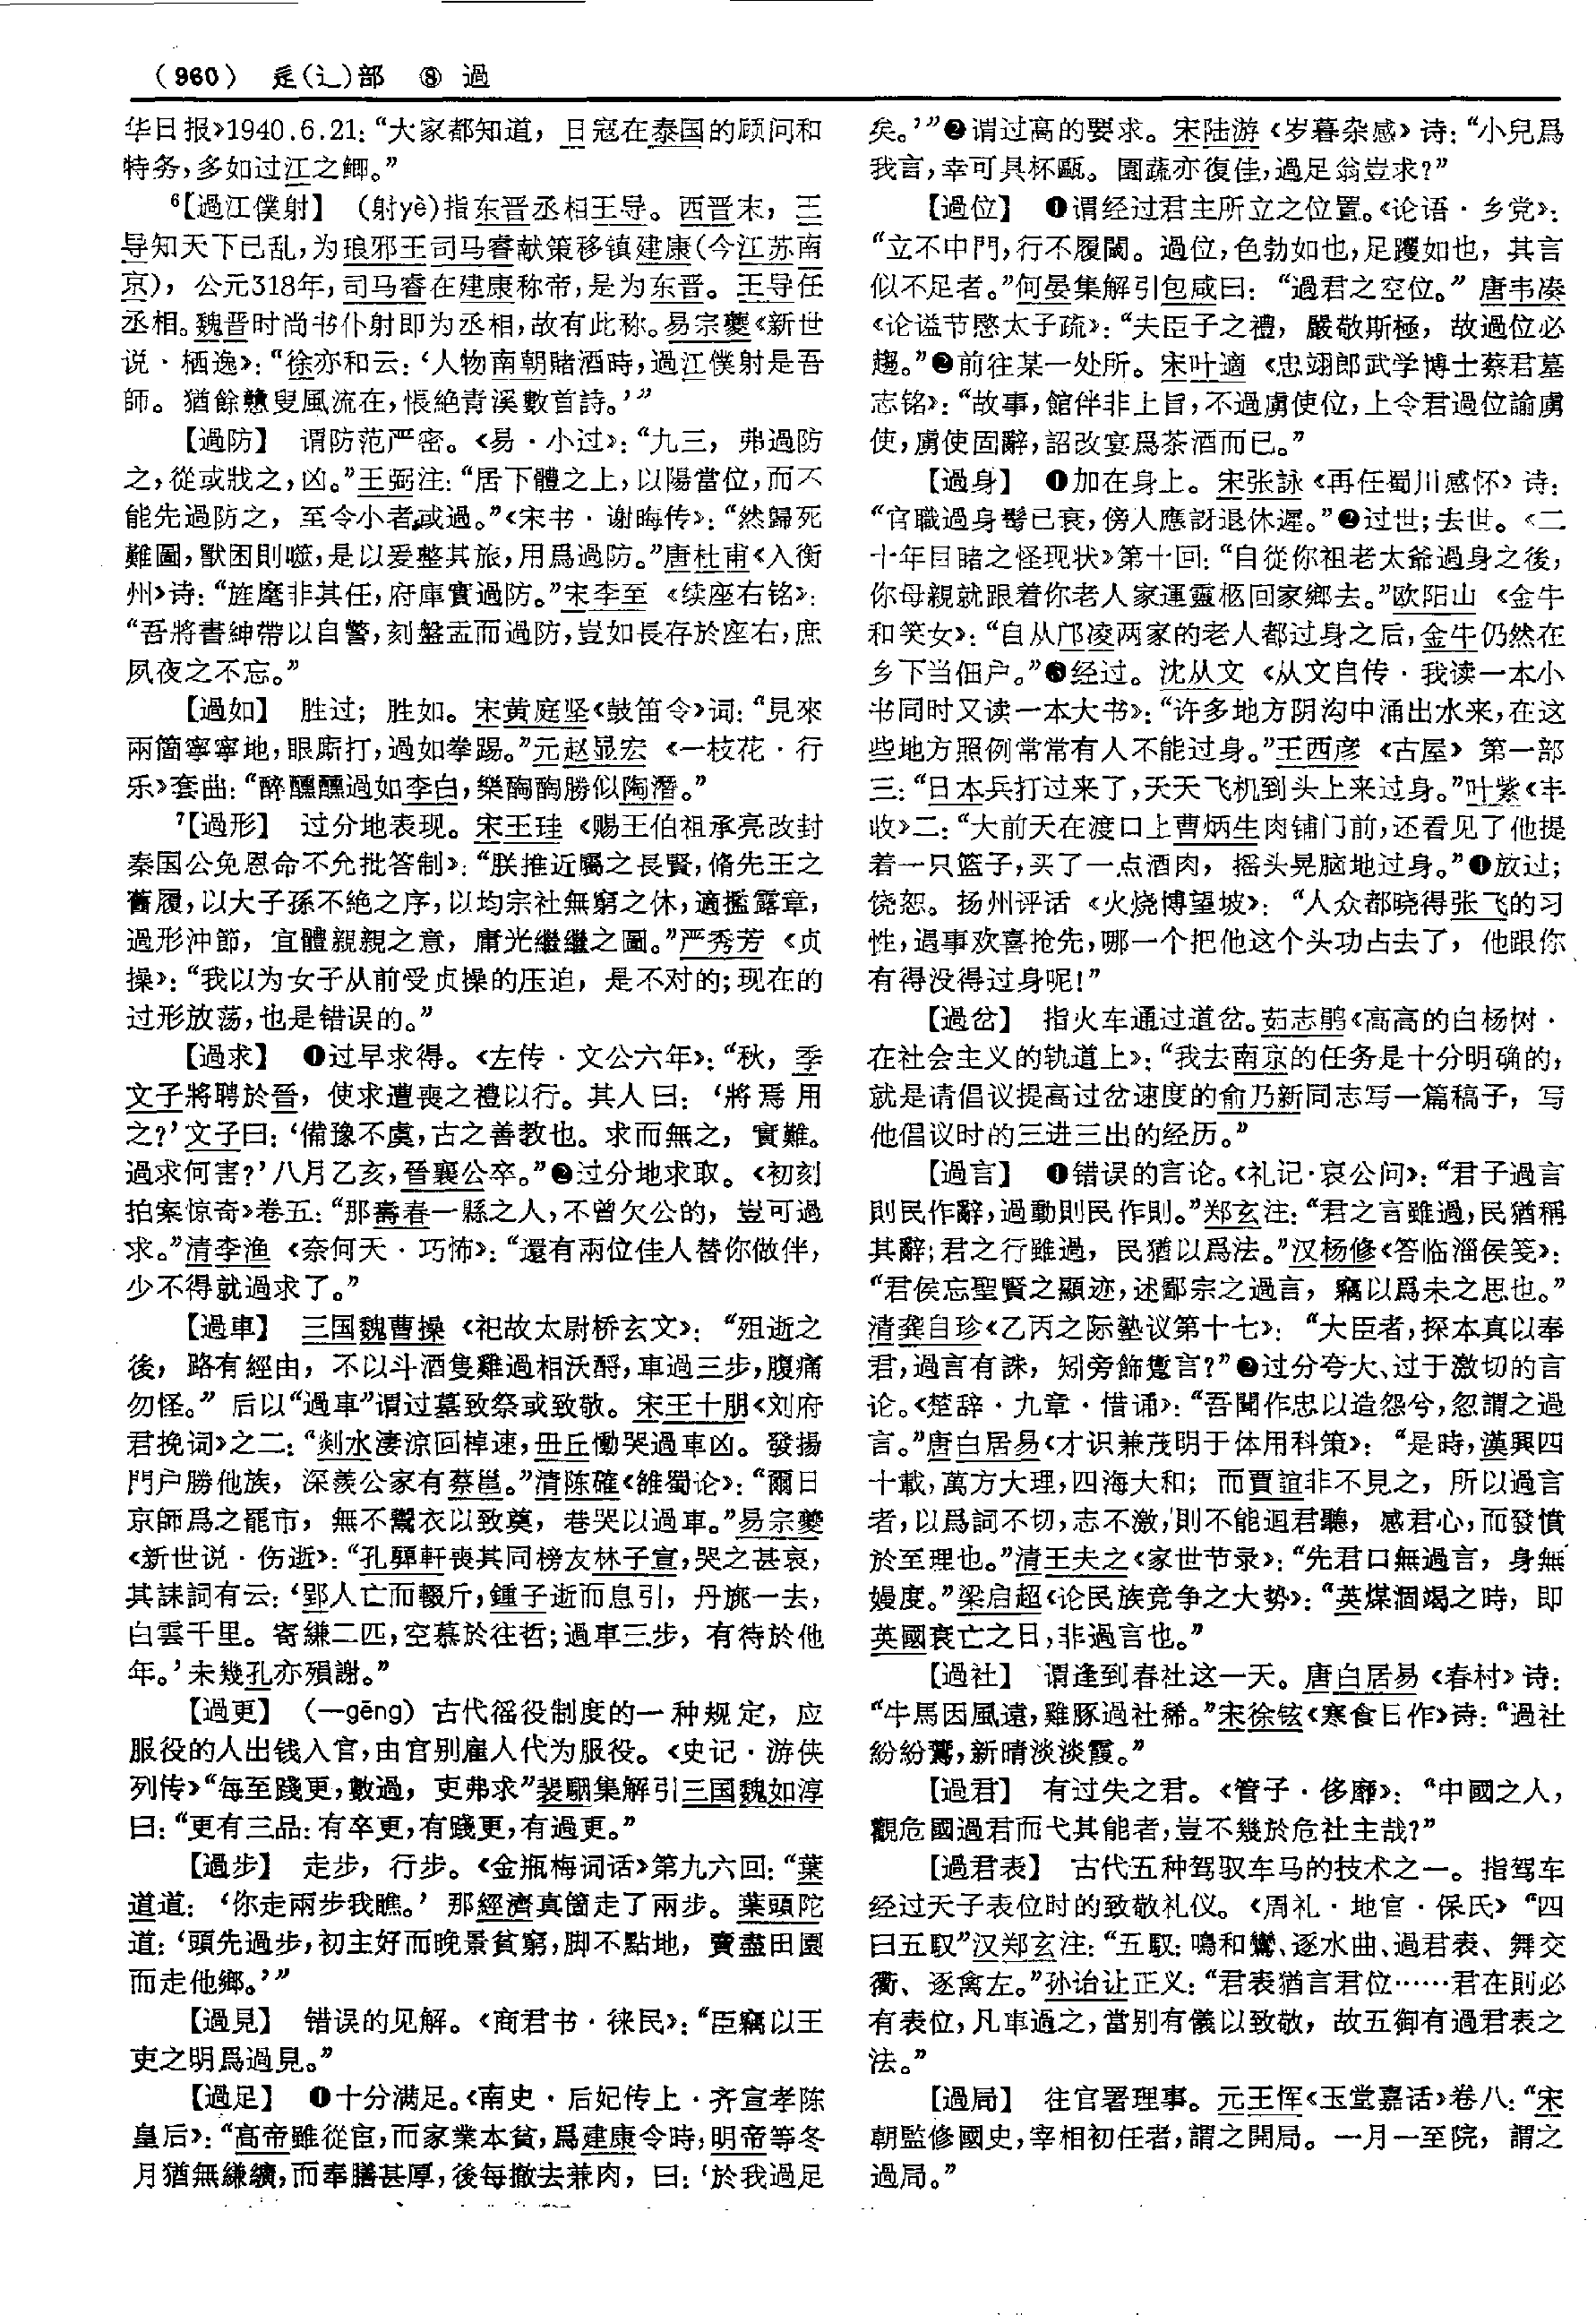 （960） 辵(辶)部 ⑧ 過
华日报》1940.6.21：“大家都知道，日寇在泰国的顾问和
特务，多如过江之鲫。”
⁶【過江僕射】 （射yè）指东晋丞相王导。西晋末，王
导知天下已乱，为琅邪王司马睿献策移镇建康（今江苏南
京），公元318年，司马睿在建康称帝，是为东晋。王导任
丞相。魏晋时尚书仆射即为丞相，故有此称。易宗夔《新世
说·栖逸》：“徐亦和云：‘人物南朝賭酒時，過江僕射是吾
師。猶餘戆叟風流在，悵絶青溪數首詩。’”
【過防】 谓防范严密。《易·小过》：“九三，弗過防
之，從或戕之，凶。”王弼注：“居下體之上，以陽當位，而不
能先過防之，至令小者或過。”《宋书·谢晦传》：“然歸死
難圖，獸困則噬，是以爰整其旅，用爲過防。”唐杜甫《入衡
州》诗：“旌麾非其任，府庫實過防。”宋李至《续座右铭》：
“吾將書紳帶以自警，刻盤盂而過防，豈如長存於座右，庶
夙夜之不忘。”
【過如】 胜过；胜如。宋黄庭坚《鼓笛令》词：“見來
兩箇寧寧地，眼廝打，過如拳踢。”元赵显宏《一枝花·行
乐》套曲：“醉醺醺過如李白，樂陶陶勝似陶潛。”
⁷【過形】 过分地表现。宋王珪《赐王伯祖承亮改封
秦国公免恩命不允批答制》：“朕推近屬之長賢，脩先王之
舊履，以大子孫不絶之序，以均宗社無窮之休，適攬露章，
過形沖節，宜體親親之意，庸光繼繼之圖。”严秀芳《贞
操》：“我以为女子从前受贞操的压迫，是不对的；现在的
过形放荡，也是错误的。”
【過求】 ❶过早求得。《左传·文公六年》：“秋，季
文子將聘於晉，使求遭喪之禮以行。其人曰：‘將焉用
之？’文子曰：‘備豫不虞，古之善教也。求而無之，實難。
過求何害？’八月乙亥，晉襄公卒。”❷过分地求取。《初刻
拍案惊奇》卷五：“那壽春一縣之人，不曾欠公的，豈可過
求。”清李渔《奈何天·巧怖》：“還有兩位佳人替你做伴，
少不得就過求了。”
【過車】 三国魏曹操《祀故太尉桥玄文》：“殂逝之
後，路有經由，不以斗酒隻雞過相沃酹，車過三步，腹痛
勿怪。”后以“過車”谓过墓致祭或致敬。宋王十朋《刘府
君挽词》之二：“剡水淒涼回棹速，毌丘慟哭過車凶。發揚
門户勝他族，深羡公家有蔡邕。”清陈確《雒蜀论》：“爾日
京師爲之罷市，無不鬻衣以致奠，巷哭以過車。”易宗夔
《新世说·伤逝》：“孔顨軒喪其同榜友林子宣，哭之甚哀，
其誄詞有云：‘郢人亡而輟斤，鍾子逝而息引，丹旐一去，
白雲千里。寄縑二匹，空慕於往哲；過車三步，有待於他
年。’未幾孔亦殞謝。”
【過更】 （—gēng）古代徭役制度的一种规定，应
服役的人出钱入官，由官别雇人代为服役。《史记·游侠
列传》“每至踐更，數過，吏弗求”裴駰集解引三国魏如淳
曰：“更有三品：有卒更，有踐更，有過更。”
【過步】 走步，行步。《金瓶梅词话》第九六回：“葉
道道：‘你走兩步我瞧。’那經濟真箇走了兩步。葉頭陀
道：‘頭先過步，初主好而晚景貧窮，脚不點地，賣盡田園
而走他鄉。’”
【過見】 错误的见解。《商君书·徕民》：“臣竊以王
吏之明爲過見。”
【過足】 ❶十分满足。《南史·后妃传上·齐宣孝陈
皇后》：“高帝雖從宦，而家業本貧，爲建康令時，明帝等冬
月猶無縑纊，而奉膳甚厚，後每撤去兼肉，曰：‘於我過足
矣。’”❷谓过高的要求。宋陆游《岁暮杂感》诗：“小兒爲
我言，幸可具杯甌。園蔬亦復佳，過足翁豈求？”
【過位】 ❶谓经过君主所立之位置。《论语·乡党》：
“立不中門，行不履閾。過位，色勃如也，足躩如也，其言
似不足者。”何晏集解引包咸曰：“過君之空位。”唐韦凑
《论谥节愍太子疏》：“夫臣子之禮，嚴敬斯極，故過位必
趨。”❷前往某一处所。宋叶適《忠翊郎武学博士蔡君墓
志铭》：“故事，館伴非上旨，不過虜使位，上令君過位諭虜
使，虜使固辭，詔改宴爲茶酒而已。”
【過身】 ❶加在身上。宋张詠《再任蜀川感怀》诗：
“官職過身髩已衰，傍人應訝退休遲。”❷过世；去世。《二
十年目睹之怪现状》第十回：“自從你祖老太爺過身之後，
你母親就跟着你老人家運靈柩回家鄉去。”欧阳山《金牛
和笑女》：“自从邝凌两家的老人都过身之后，金牛仍然在
乡下当佃户。”❸经过。沈从文《从文自传·我读一本小
书同时又读一本大书》：“许多地方阴沟中涌出水来，在这
些地方照例常常有人不能过身。”王西彦《古屋》第一部
三：“日本兵打过来了，天天飞机到头上来过身。”叶紫《丰
收》二：“大前天在渡口上曹炳生肉铺门前，还看见了他提
着一只篮子，买了一点酒肉，摇头晃脑地过身。”❹放过；
饶恕。扬州评话《火烧博望坡》：“人众都晓得张飞的习
性，遇事欢喜抢先，哪一个把他这个头功占去了，他跟你
有得没得过身呢！”
【過岔】 指火车通过道岔。茹志鹃《高高的白杨树·
在社会主义的轨道上》：“我去南京的任务是十分明确的，
就是请倡议提高过岔速度的俞乃新同志写一篇稿子，写
他倡议时的三进三出的经历。”
【過言】 ❶错误的言论。《礼记·哀公问》：“君子過言
則民作辭，過動則民作則。”郑玄注：“君之言雖過，民猶稱
其辭；君之行雖過，民猶以爲法。”汉杨修《答临淄侯笺》：
“君侯忘聖賢之顯迹，述鄙宗之過言，竊以爲未之思也。”
清龚自珍《乙丙之际塾议第十七》：“大臣者，探本真以奉
君，過言有誅，矧旁飾讆言？”❷过分夸大、过于激切的言
论。《楚辞·九章·惜诵》：“吾聞作忠以造怨兮，忽謂之過
言。”唐白居易《才识兼茂明于体用科策》：“是時，漢興四
十載，萬方大理，四海大和；而賈誼非不見之，所以過言
者，以爲詞不切，志不激，則不能迴君聽，感君心，而發憤
於至理也。”清王夫之《家世节录》：“先君口無過言，身無
嫚度。”梁启超《论民族竞争之大势》：“英煤涸竭之時，即
英國衰亡之日，非過言也。”
【過社】 谓逢到春社这一天。唐白居易《春村》诗：
“牛馬因風遠，雞豚過社稀。”宋徐铉《寒食日作》诗：“過社
紛紛鷰，新晴淡淡霞。”
【過君】 有过失之君。《管子·侈靡》：“中國之人，
觀危國過君而弋其能者，豈不幾於危社主哉？”
【過君表】 古代五种驾驭车马的技术之一。指驾车
经过天子表位时的致敬礼仪。《周礼·地官·保氏》“四
曰五馭”汉郑玄注：“五馭：鳴和鸞、逐水曲、過君表、舞交
衢、逐禽左。”孙诒让正义：“君表猶言君位……君在則必
有表位，凡車過之，當别有儀以致敬，故五御有過君表之
法。”
【過局】 往官署理事。元王恽《玉堂嘉话》卷八：“宋
朝監修國史，宰相初任者，謂之開局。一月一至院，謂之
過局。”